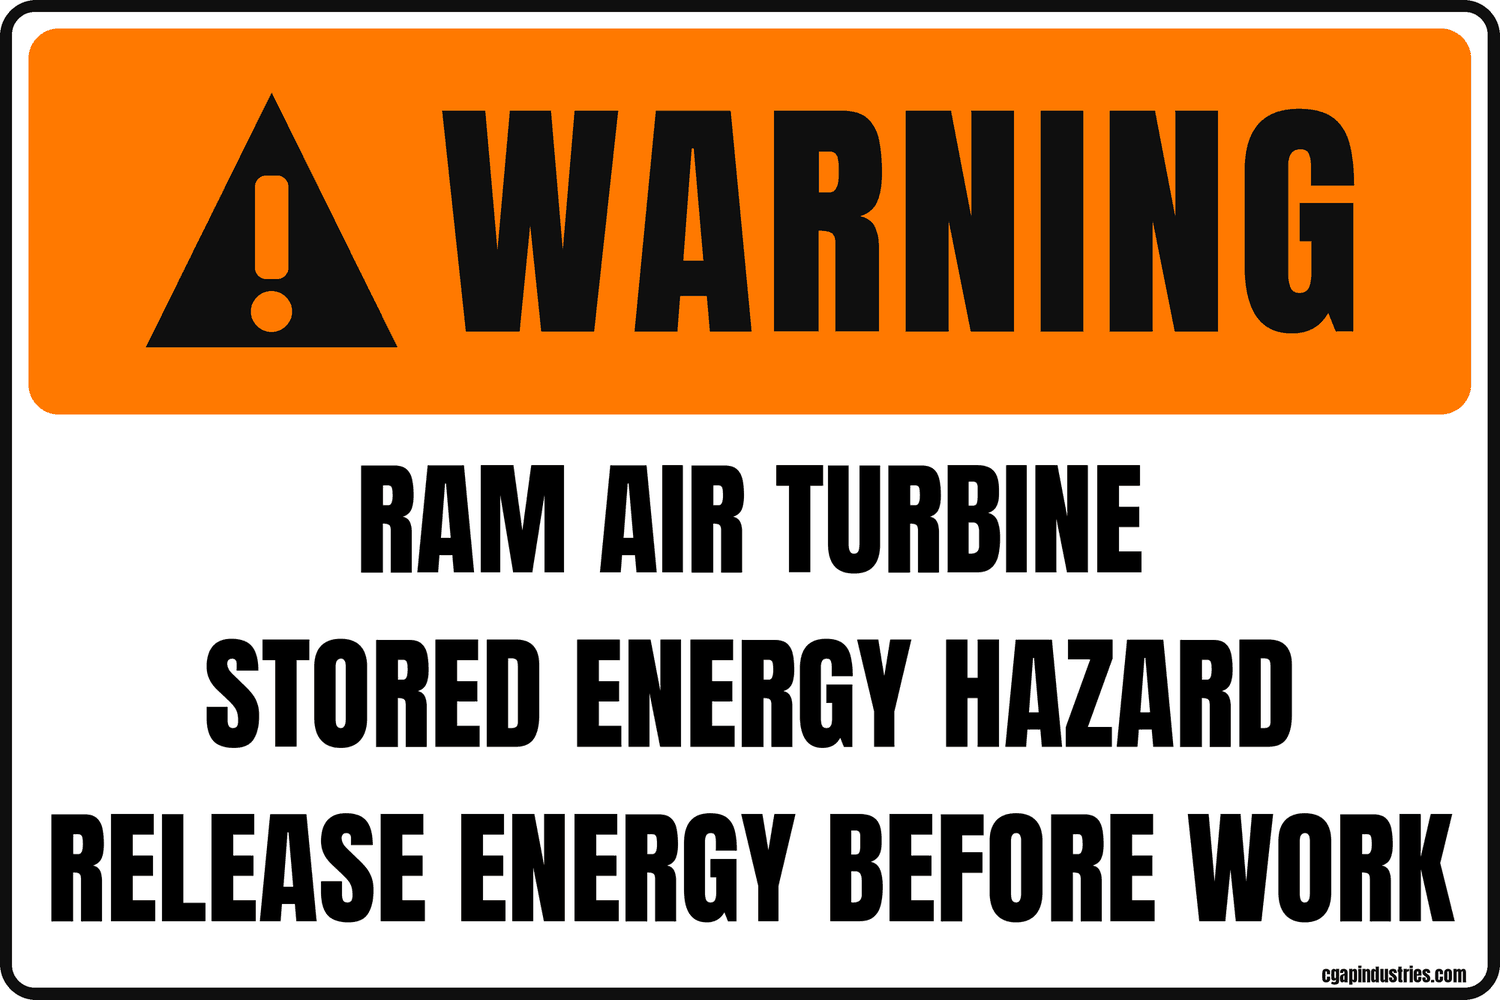 WARNING
RAM AIR TURBINE
STORED ENERGY HAZARD
RELEASE ENERGY BEFORE WORK
cgapindustries.com